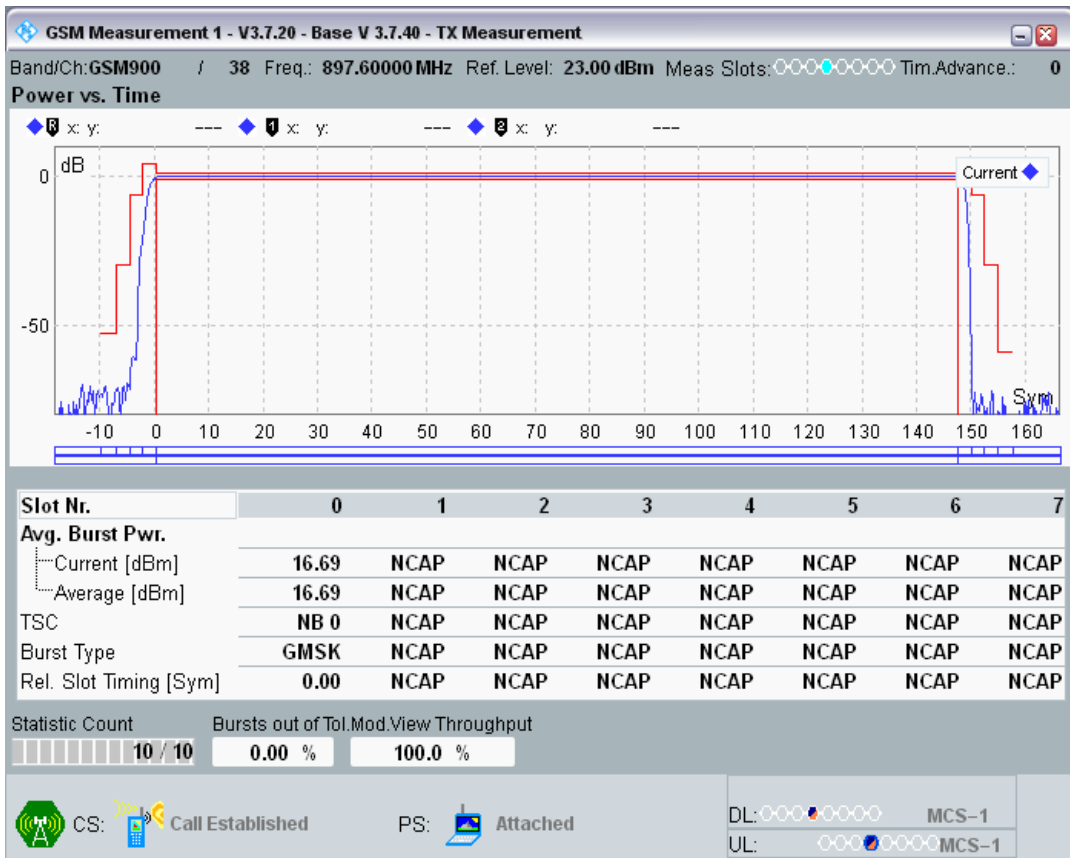 GSM Measurement 1 - V3.7.20 - Base V 3.7.40 - TX Measurement
Band/Ch:GSM900 / 38 Freq.: 897.60000 MHz Ref. Level: 23.00 dBm Meas Slots: Tim.Advance.: 0
Power vs. Time
R x: y: --- 1 x: y: --- 2 x: y: ---
dB
Current
0
-50
Sym
-10 0 10 20 30 40 50 60 70 80 90 100 110 120 130 140 150 160
Slot Nr. 0 1 2 3 4 5 6 7
Avg. Burst Pwr.
Current [dBm] 16.69 NCAP NCAP NCAP NCAP NCAP NCAP NCAP
Average [dBm] 16.69 NCAP NCAP NCAP NCAP NCAP NCAP NCAP
TSC NB 0 NCAP NCAP NCAP NCAP NCAP NCAP NCAP
Burst Type GMSK NCAP NCAP NCAP NCAP NCAP NCAP NCAP
Rel. Slot Timing [Sym] 0.00 NCAP NCAP NCAP NCAP NCAP NCAP NCAP
Statistic Count Bursts out of Tol.Mod.View Throughput
10 / 10 0.00 % 100.0 %
CS: Call Established PS: Attached
DL: MCS-1
UL: MCS-1